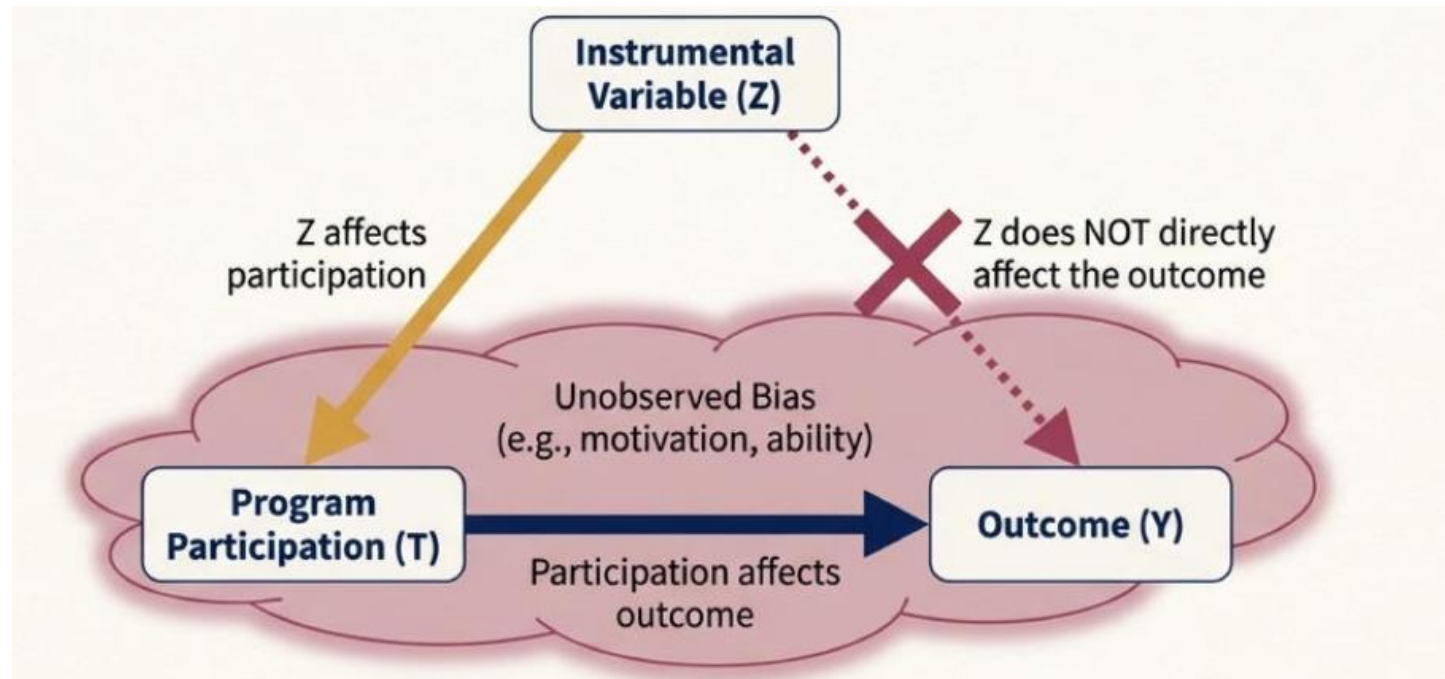 Instrumental
Variable (Z)
Z affects
participation
Z does NOT directly
affect the outcome
Unobserved Bias
(e.g., motivation, ability)
Program
Participation (T)
Outcome (Y)
Participation affects
outcome